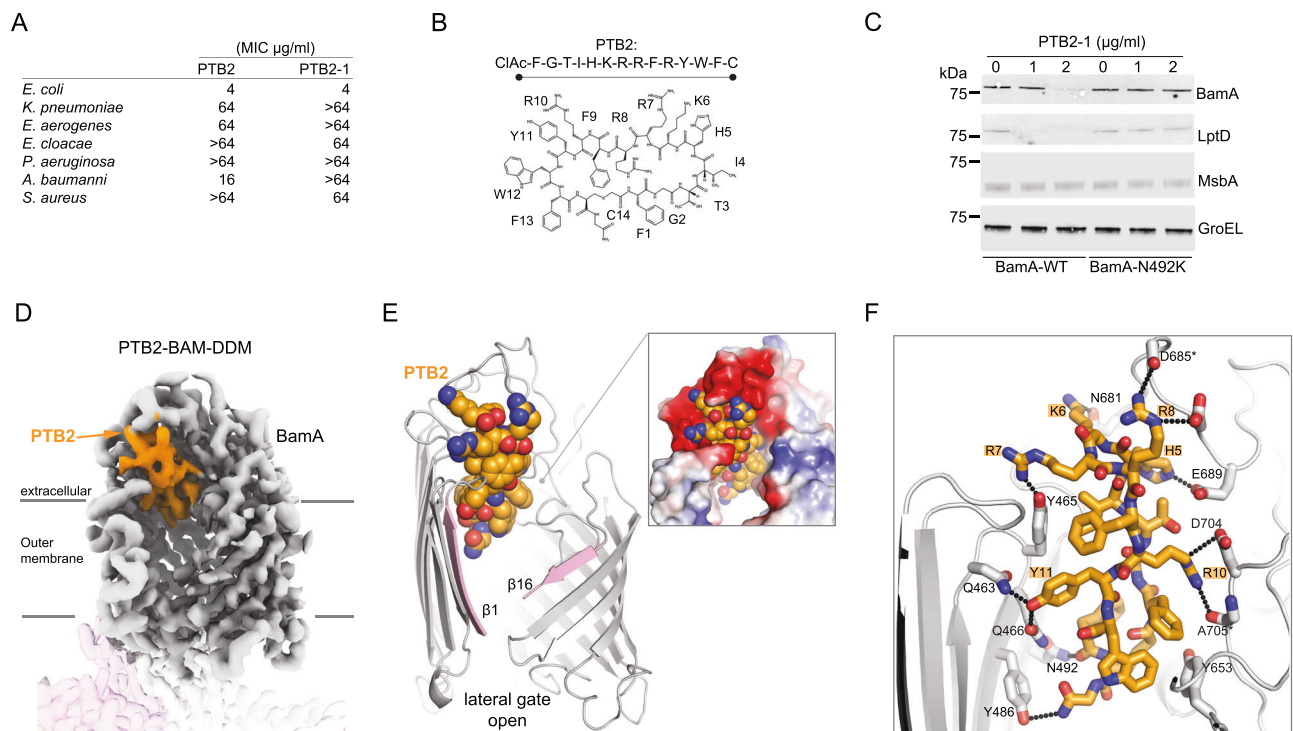 A
(MIC µg/ml)
PTB2 PTB2-1
E. coli 4 4
K. pneumoniae 64 >64
E. aerogenes 64 >64
E. cloacae >64 64
P. aeruginosa >64 >64
A. baumanni 16 >64
S. aureus >64 64
B
PTB2:
ClAc-F-G-T-I-H-K-R-R-F-R-Y-W-F-C
R10
F9
R8
R7
K6
Y11
H5
I4
W12
T3
F13
C14
F1
G2
C
PTB2-1 (µg/ml)
kDa
0 1 2 0 1 2
75
BamA
75
LptD
75
MsbA
75
GroEL
BamA-WT BamA-N492K
D
PTB2-BAM-DDM
PTB2
BamA
extracellular
Outer
membrane
E
PTB2
β16
β1
lateral gate
open
F
D685*
N681
K6
R8
R7
H5
E689
Y465
D704
Y11
R10
Q463
Q466
A705*
N492
Y653
Y486